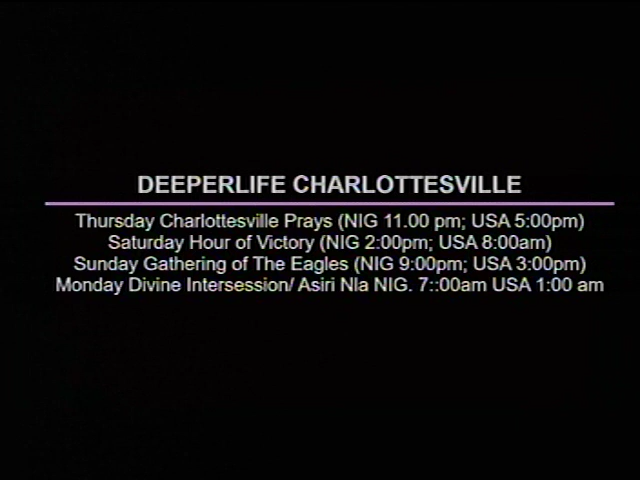 DEEPERLIFE CHARLOTTESVILLE
Thursday Charlottesville Prays (NIG 11.00 pm; USA 5:00pm)
Saturday Hour of Victory (NIG 2:00pm; USA 8:00am)
Sunday Gathering of The Eagles (NIG 9:00pm; USA 3:00pm)
Monday Divine Intersession/ Asiri Nla NIG. 7::00am USA 1:00 am